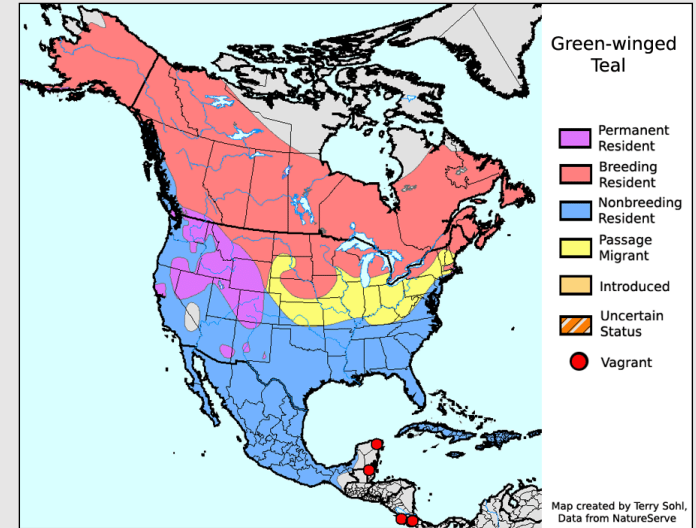 Green-winged
Teal
Permanent
Resident
Breeding
Resident
Nonbreeding
Resident
Passage
Migrant
Introduced
Uncertain
Status
Vagrant
Map created by Terry Sohl,
Data from NatureServe